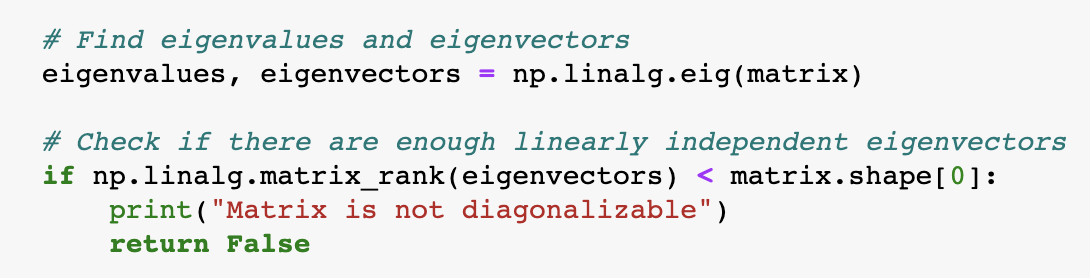 # Find eigenvalues and eigenvectors
eigenvalues, eigenvectors = np.linalg.eig(matrix)
# Check if there are enough linearly independent eigenvectors
if np.linalg.matrix_rank(eigenvectors) < matrix.shape[0]:
    print("Matrix is not diagonalizable")
    return False